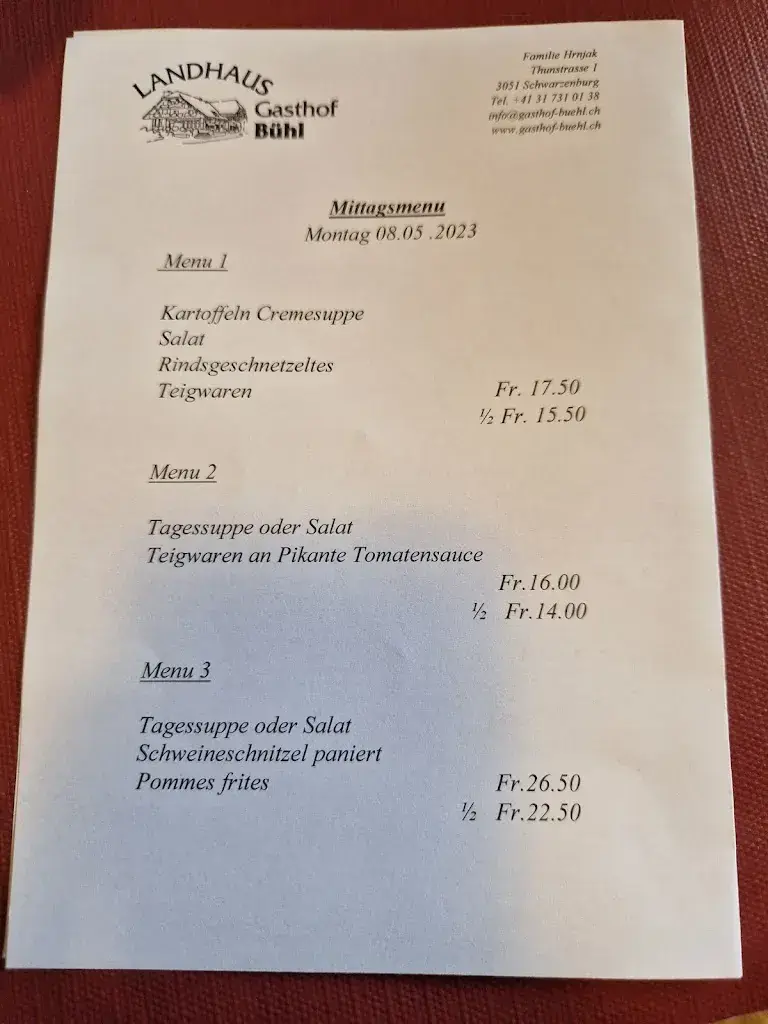 LANDHAUS
Gasthof
Bühl
Familie Hrnjak
Thunstrasse 1
3051 Schwarzenburg
Tel. +41 31 731 01 38
info@gasthof-buehl.ch
www.gasthof-buehl.ch
Mittagsmenu
Montag 08.05 .2023
Menu 1
Kartoffeln Cremesuppe
Salat
Rindsgeschnetzeltes
Teigwaren Fr. 17.50
½ Fr. 15.50
Menu 2
Tagessuppe oder Salat
Teigwaren an Pikante Tomatensauce
Fr.16.00
½ Fr.14.00
Menu 3
Tagessuppe oder Salat
Schweineschnitzel paniert
Pommes frites Fr.26.50
½ Fr.22.50